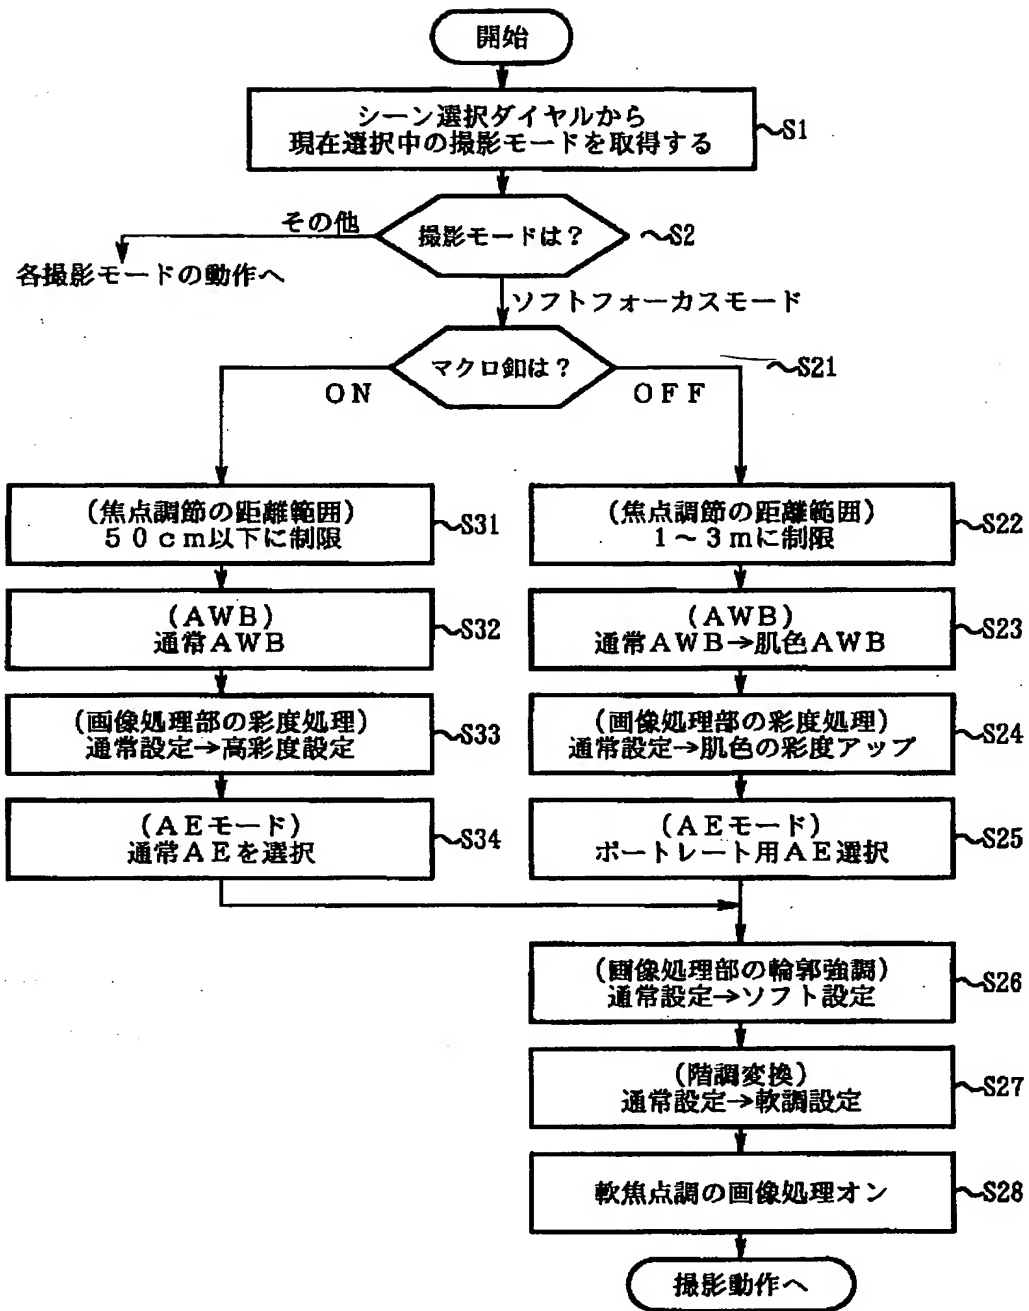 開始
シーン選択ダイヤルから
現在選択中の撮影モードを取得する
~S1
撮影モードは?
~S2
その他
各撮影モードの動作へ
ソフトフォーカスモード
マクロ釦は?
~S21
ON
OFF
(焦点調節の距離範囲)
50cm以下に制限
~S31
(AWB)
通常AWB
~S32
(画像処理部の彩度処理)
通常設定→高彩度設定
~S33
(AEモード)
通常AEを選択
~S34
(焦点調節の距離範囲)
1~3mに制限
~S22
(AWB)
通常AWB→肌色AWB
~S23
(画像処理部の彩度処理)
通常設定→肌色の彩度アップ
~S24
(AEモード)
ポートレート用AE選択
~S25
(画像処理部の輪郭強調)
通常設定→ソフト設定
~S26
(階調変換)
通常設定→軟調設定
~S27
軟焦点調の画像処理オン
~S28
撮影動作へ